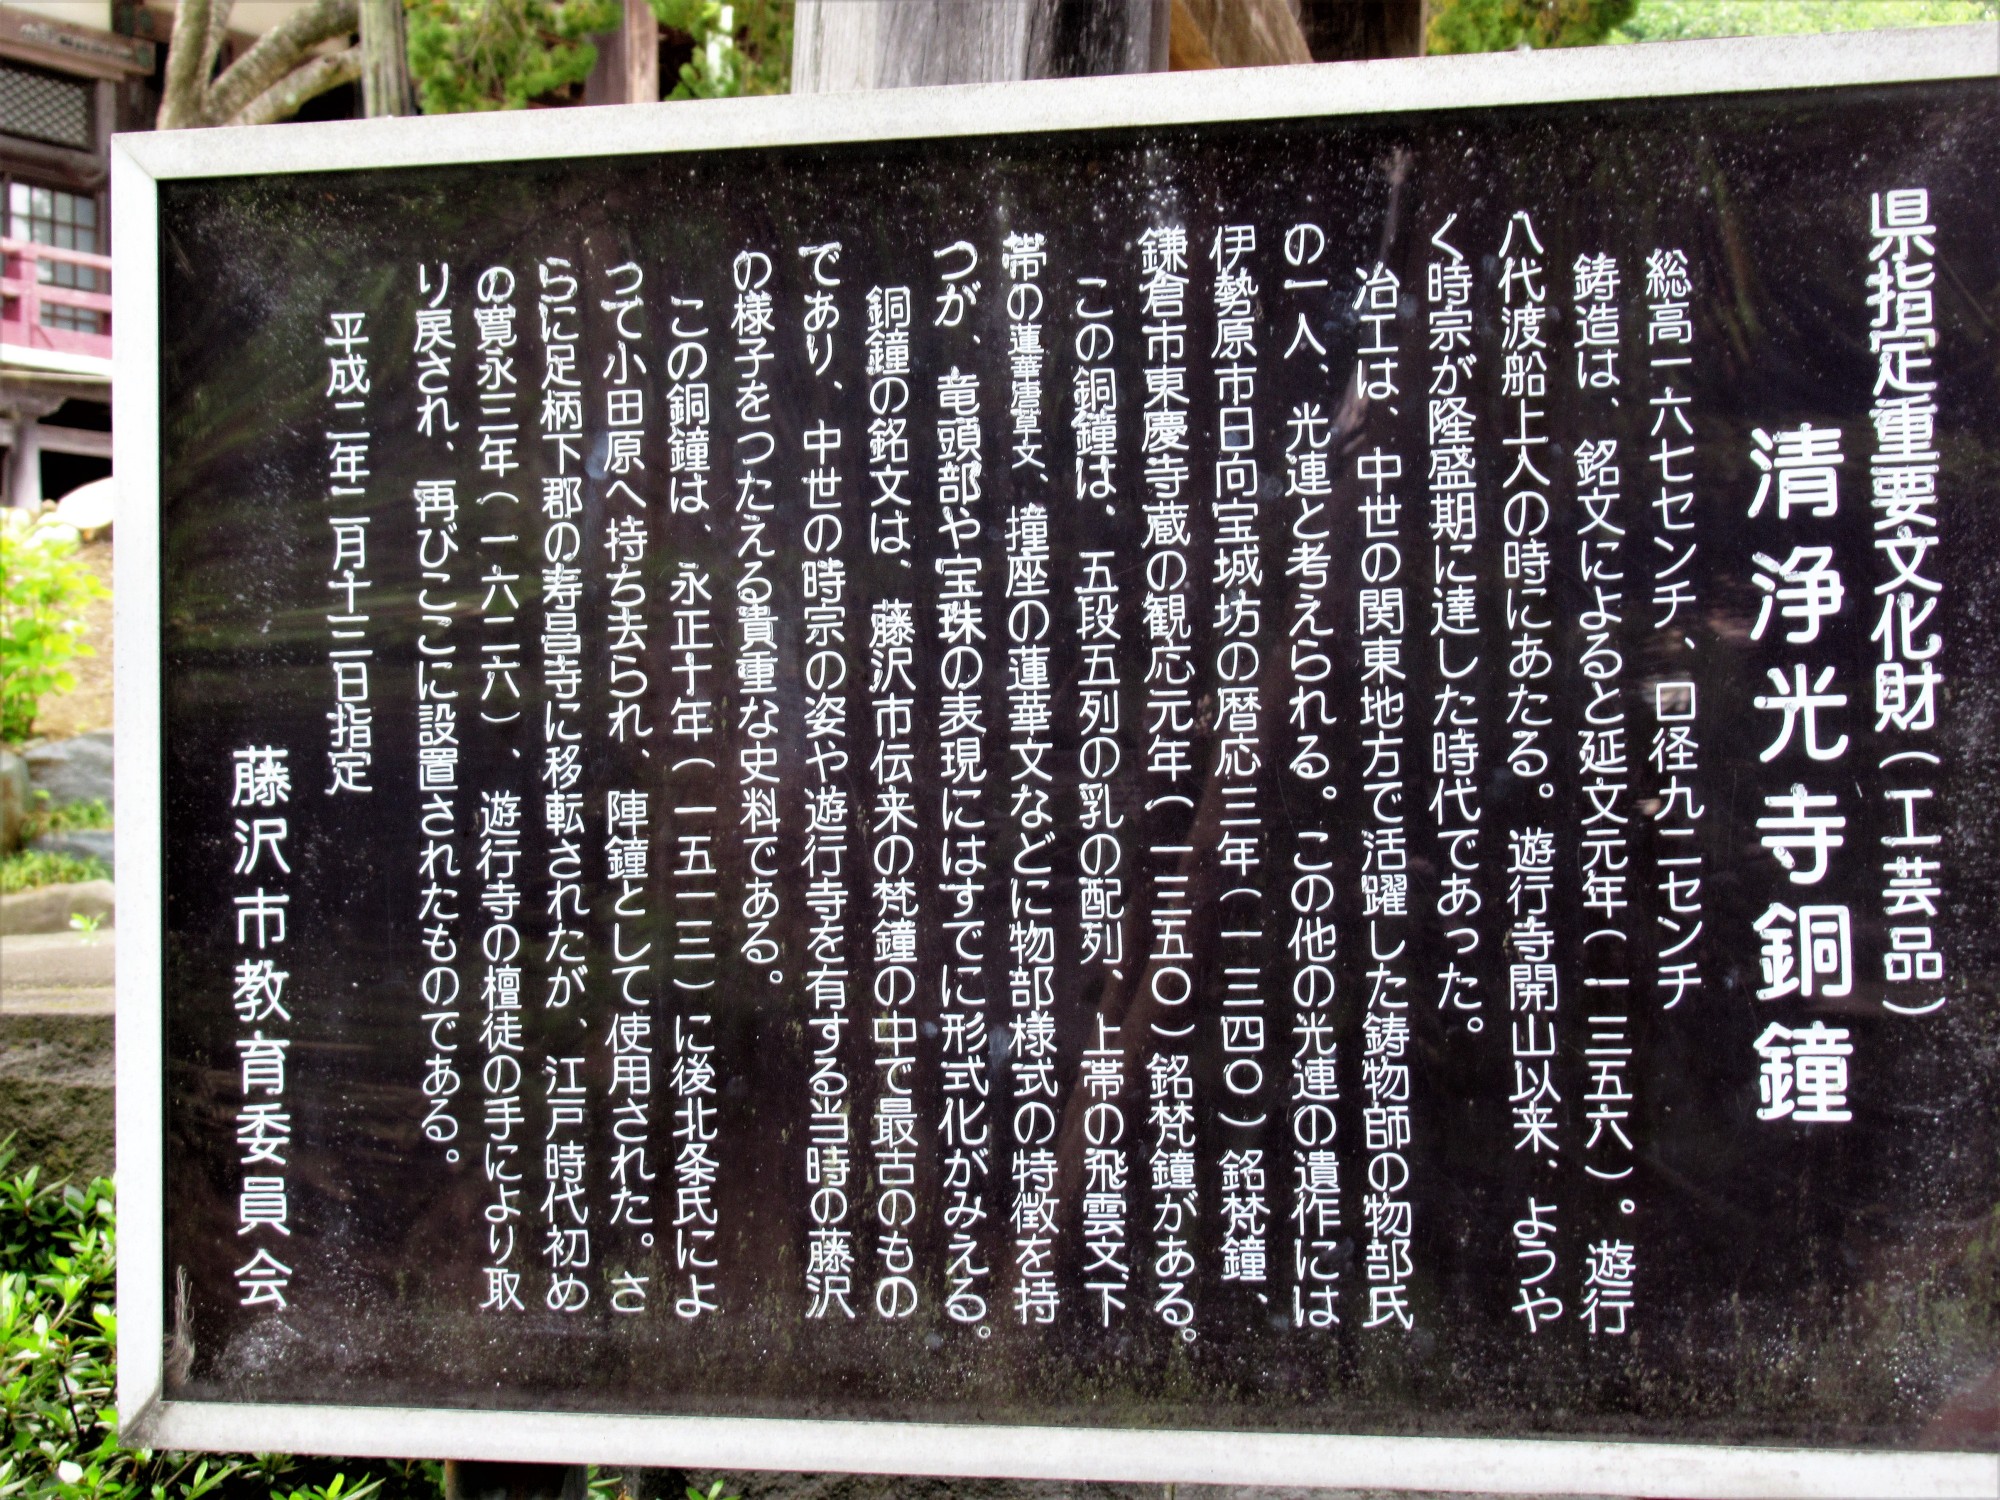 県指定重要文化財（工芸品）
清浄光寺銅鐘
総高一六七センチ、口径九二センチ
鋳造は、銘文によると延文元年（一三五六）。遊行
八代渡船上人の時にあたる。遊行寺開山以来、ようや
く時宗が隆盛期に達した時代であった。
冶工は、中世の関東地方で活躍した鋳物師の物部氏
の一人、光連と考えられる。この他の光連の遺作には
伊勢原市日向宝城坊の暦応三年（一三四〇）銘梵鐘、
鎌倉市東慶寺蔵の観応元年（一三五〇）銘梵鐘がある。
この銅鐘は、五段五列の乳の配列、上帯の飛雲文、下
帯の蓮華唐草文、撞座の蓮華文などに物部様式の特徴を持
つが、竜頭部や宝珠の表現にはすでに形式化がみえる。
銅鐘の銘文は、藤沢市伝来の梵鐘の中で最古のもの
であり、中世の時宗の姿や遊行寺を有する当時の藤沢
の様子をつたえる貴重な史料である。
この銅鐘は、永正十年（一五一三）に後北条氏によ
って小田原へ持ち去られ、陣鐘として使用された。さ
らに足柄下郡の寿昌寺に移転されたが、江戸時代初め
の寛永三年（一六二六）、遊行寺の檀徒の手により取
り戻され、再びここに設置されたものである。
平成二年二月十三日指定
藤沢市教育委員会